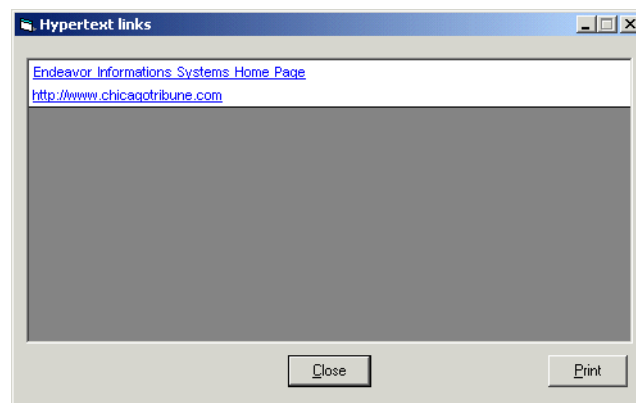 Hypertext links
Endeavor Informations Systems Home Page
http://www.chicagotribune.com
Close
Print